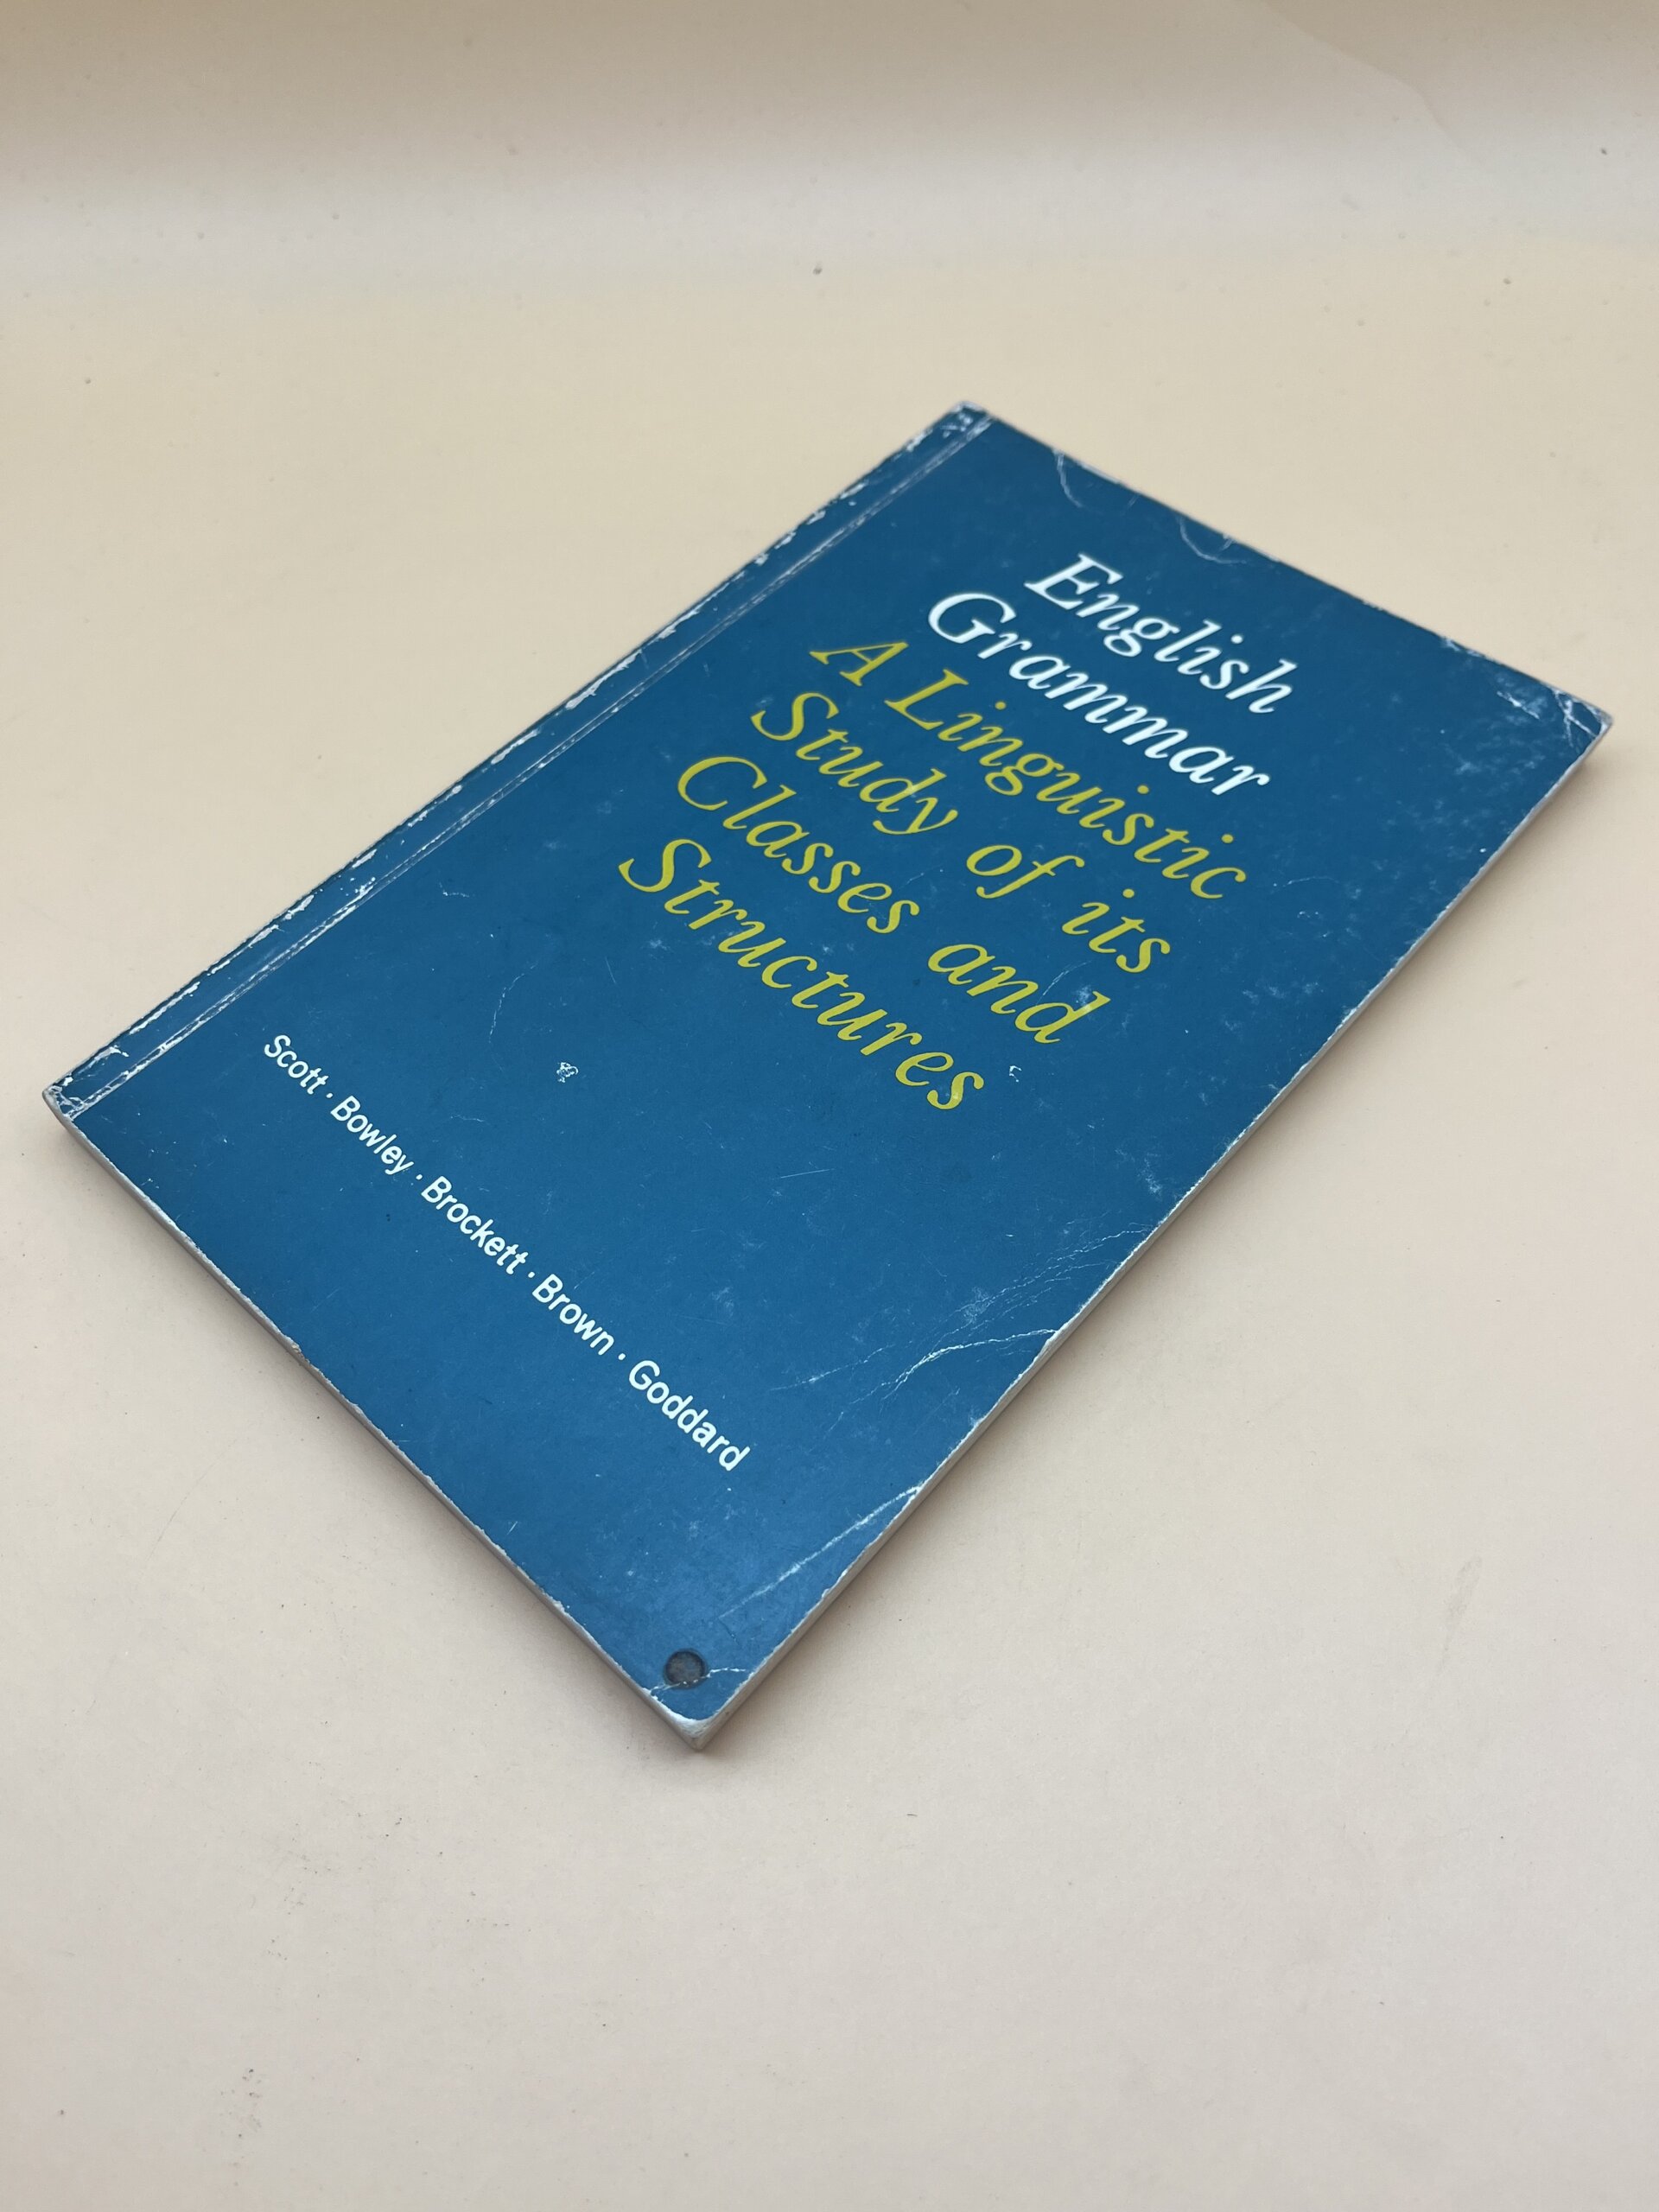 English
Grammar
A Linguistic
Study of its
Classes and
Structures
Scott · Bowley · Brockett · Brown · Goddard